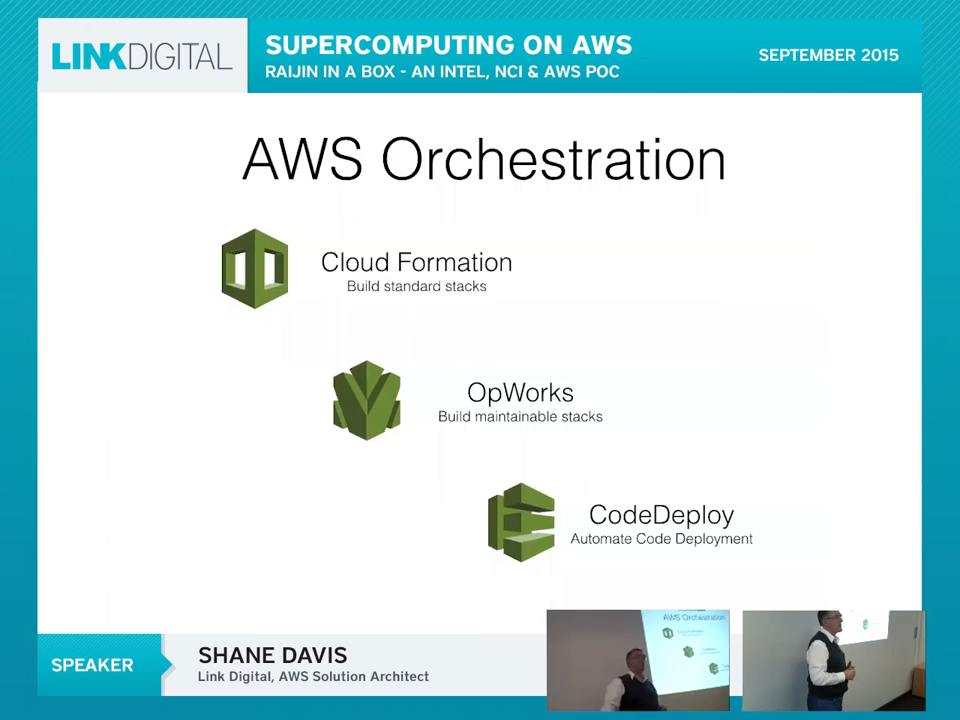 LINKDIGITAL
SUPERCOMPUTING ON AWS
RAIJIN IN A BOX - AN INTEL, NCI & AWS POC
SEPTEMBER 2015
AWS Orchestration
Cloud Formation
Build standard stacks
OpWorks
Build maintainable stacks
CodeDeploy
Automate Code Deployment
SPEAKER
SHANE DAVIS
Link Digital, AWS Solution Architect
AWS Orchestration